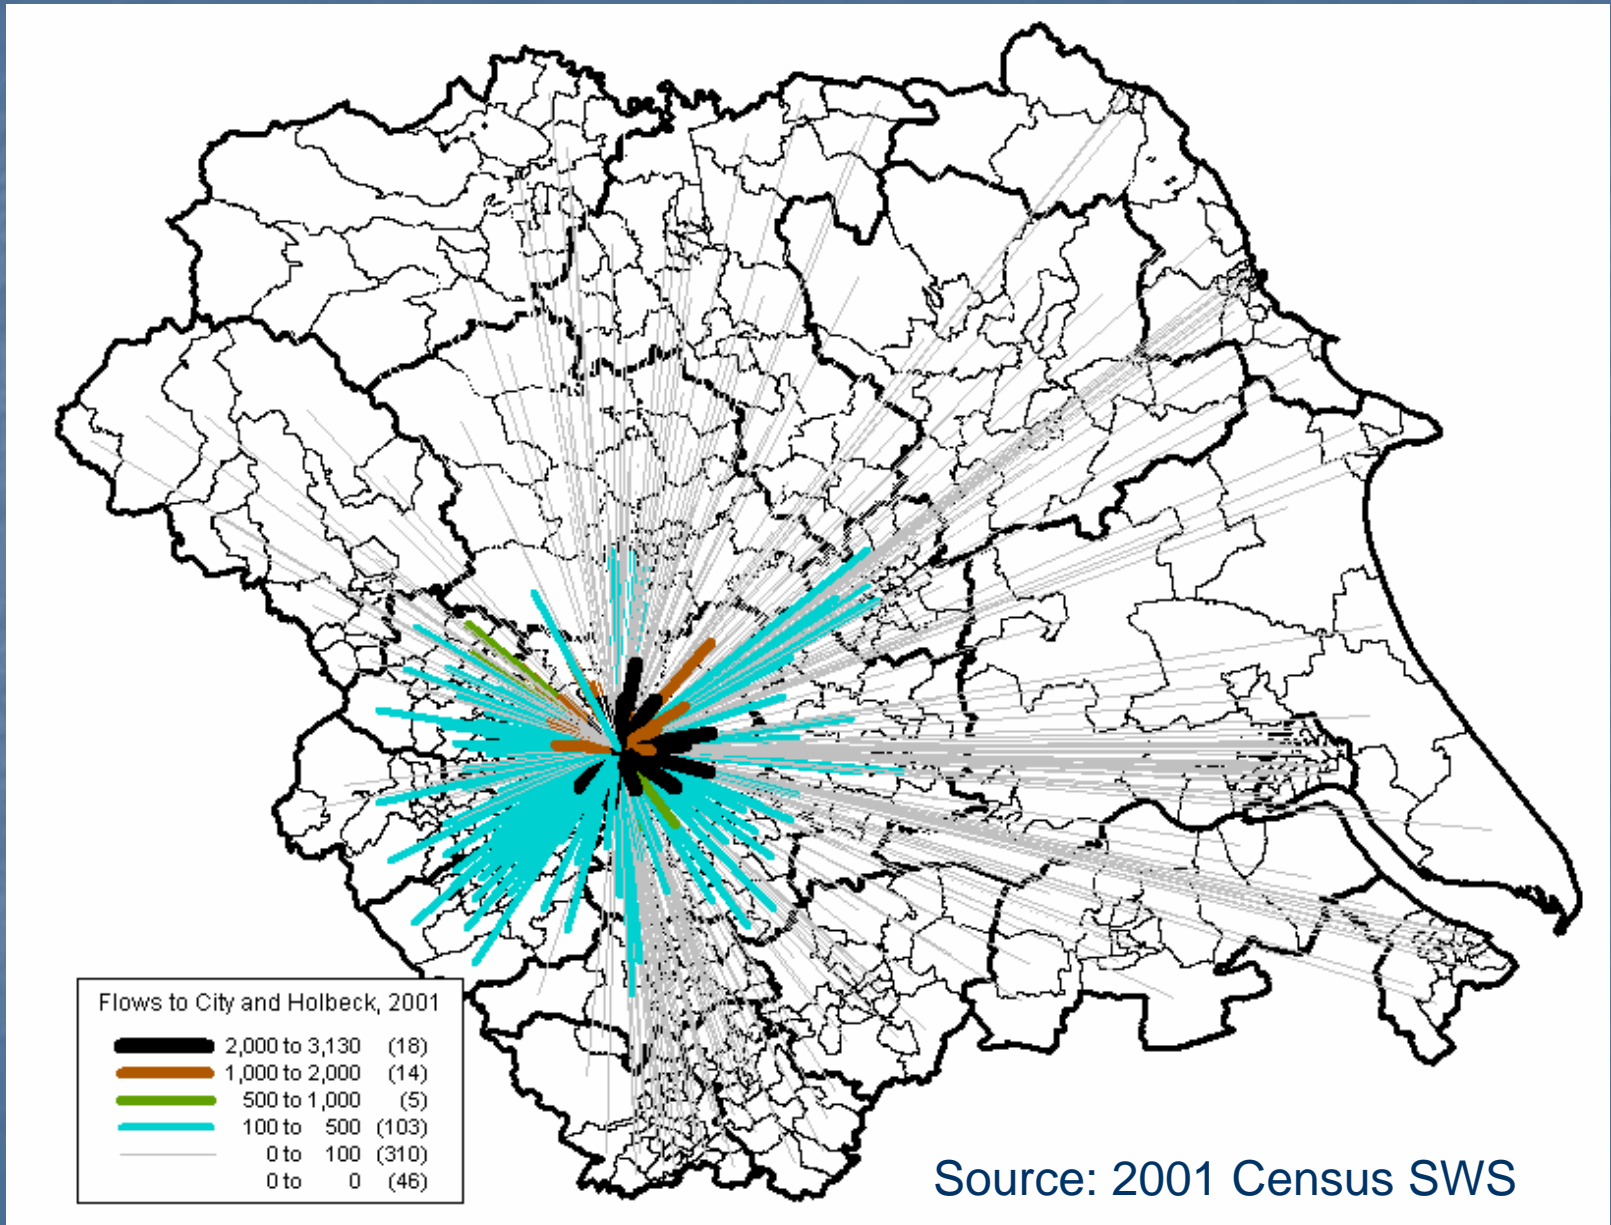 Flows to City and Holbeck, 2001
2,000 to 3,130 (18)
1,000 to 2,000 (14)
500 to 1,000 (5)
100 to 500 (103)
0 to 100 (310)
0 to 0 (46)
Source: 2001 Census SWS